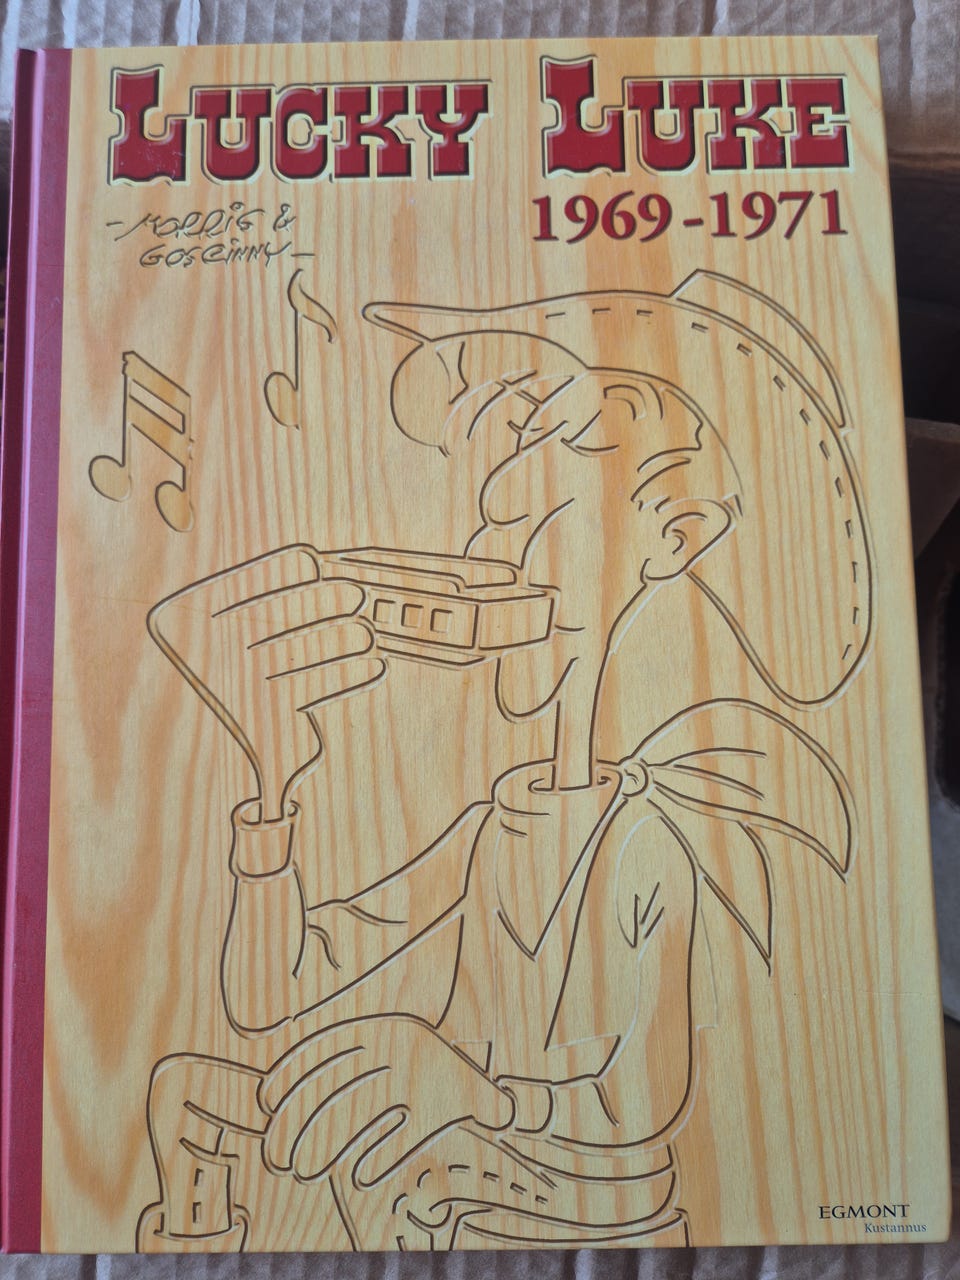 LUCKY LUKE
1969-1971
- MORRIS &
GOSCINNY -
EGMONT
Kustannus